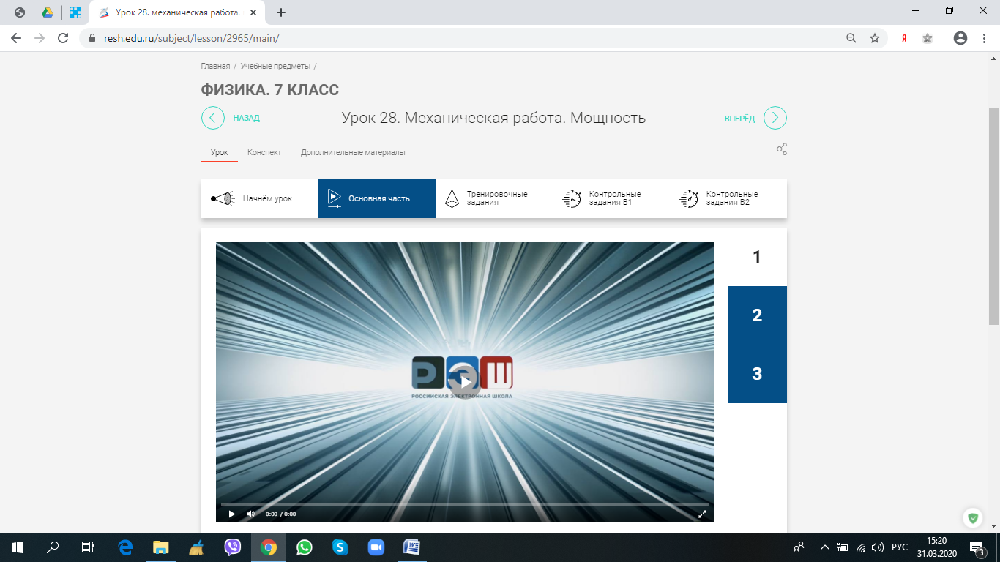 Урок 28. механическая работа.
resh.edu.ru/subject/lesson/2965/main/
Я
Главная / Учебные предметы /
ФИЗИКА. 7 КЛАСС
НАЗАД
Урок 28. Механическая работа. Мощность
ВПЕРЁД
Урок Конспект Дополнительные материалы
Начнём урок
Основная часть
Тренировочные
задания
Контрольные
задания В1
Контрольные
задания В2
1
2
3
РЭШ
РОССИЙСКАЯ ЭЛЕКТРОННАЯ ШКОЛА
0:00 / 0:00
РУС
15:20
31.03.2020
3